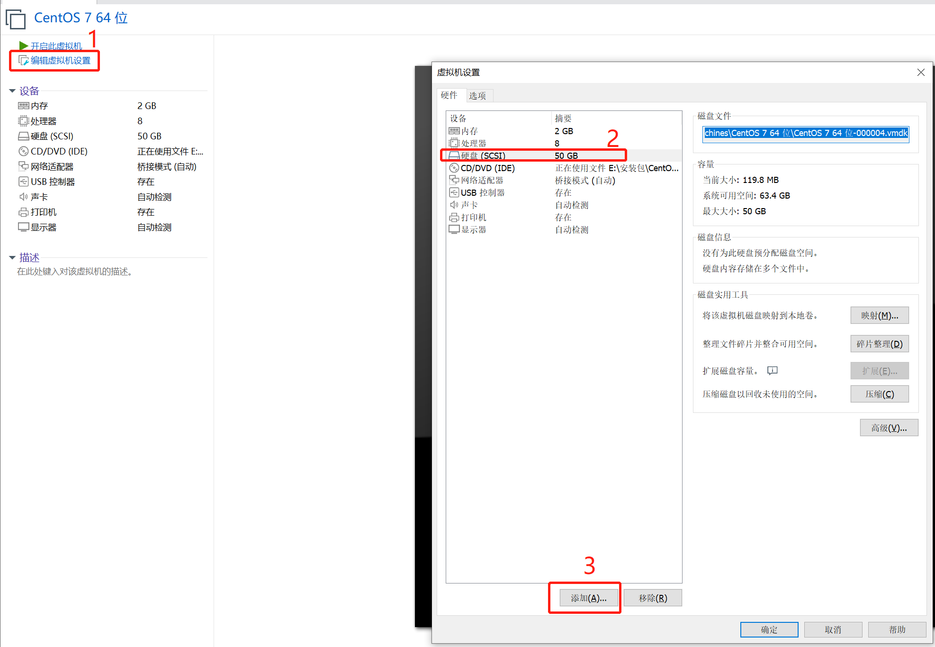 CentOS 7 64 位
1
开启此虚拟机
编辑虚拟机设置
设备
内存 2 GB
处理器 8
硬盘 (SCSI) 50 GB
CD/DVD (IDE) 正在使用文件 E:...
网络适配器 桥接模式 (自动)
USB 控制器 存在
声卡 自动检测
打印机 存在
显示器 自动检测
描述
在此处键入对该虚拟机的描述。
虚拟机设置
硬件 选项
设备 摘要
内存 2 GB
处理器 8
2
硬盘 (SCSI) 50 GB
CD/DVD (IDE) 正在使用文件 E:\安装包\CentO...
网络适配器 桥接模式 (自动)
USB 控制器 存在
声卡 自动检测
打印机 存在
显示器 自动检测
3
添加(A)... 移除(R)
磁盘文件
chines\CentOS 7 64 位\CentOS 7 64 位-000004.vmdk
容量
当前大小: 119.8 MB
系统可用空间: 63.4 GB
最大大小: 50 GB
磁盘信息
没有为此硬盘预分配磁盘空间。
硬盘内容存储在多个文件中。
磁盘实用工具
将该虚拟机磁盘映射到本地卷。 映射(M)...
整理文件碎片并整合可用空间。 碎片整理(D)
扩展磁盘容量。 扩展(E)...
压缩磁盘以回收未使用的空间。 压缩(C)
高级(V)...
确定 取消 帮助